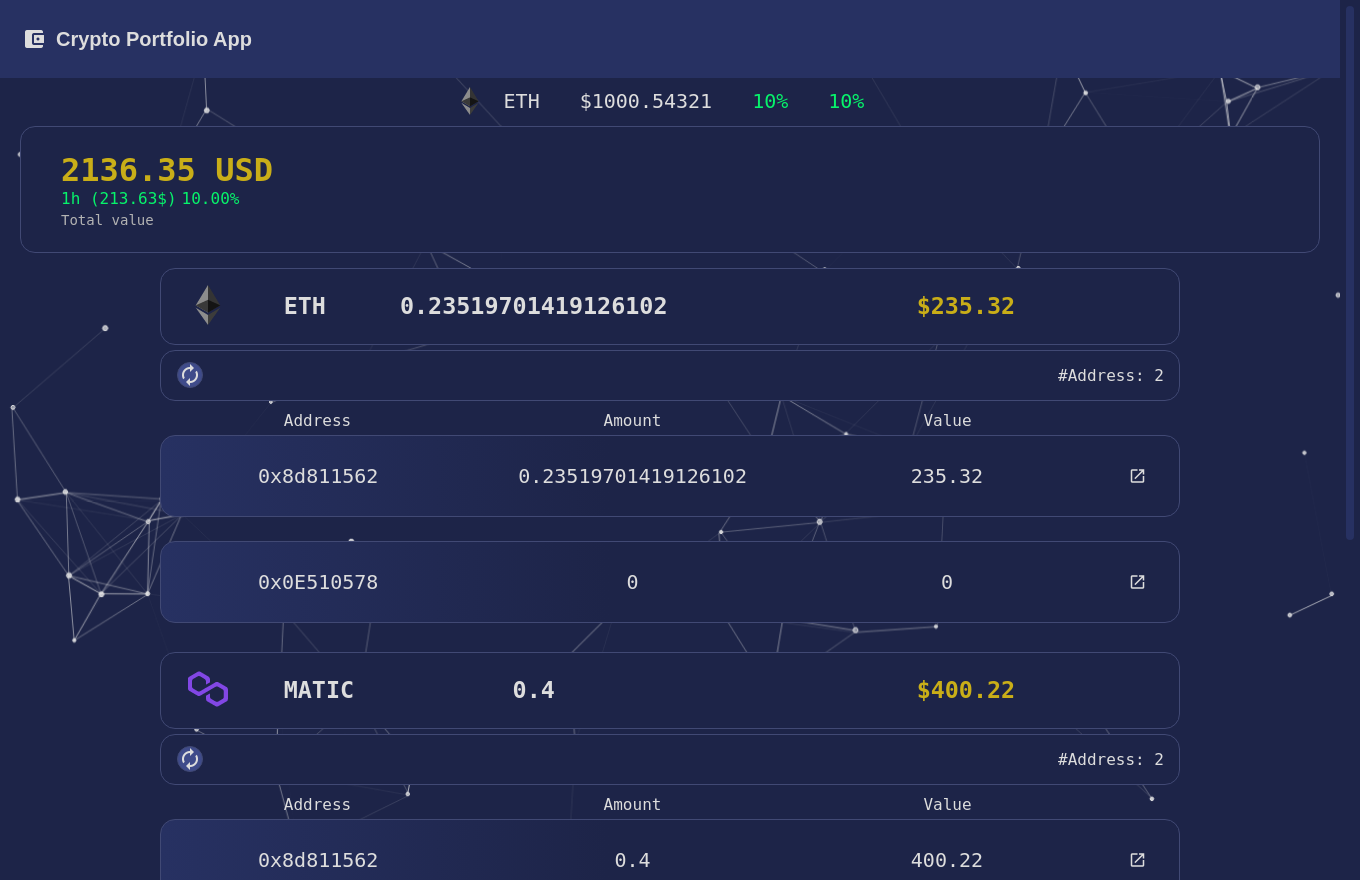 Crypto Portfolio App
ETH $1000.54321 10% 10%
2136.35 USD
1h (213.63$) 10.00%
Total value
ETH 0.23519701419126102 $235.32
#Address: 2
Address Amount Value
0x8d811562 0.23519701419126102 235.32
0x0E510578 0 0
MATIC 0.4 $400.22
#Address: 2
Address Amount Value
0x8d811562 0.4 400.22